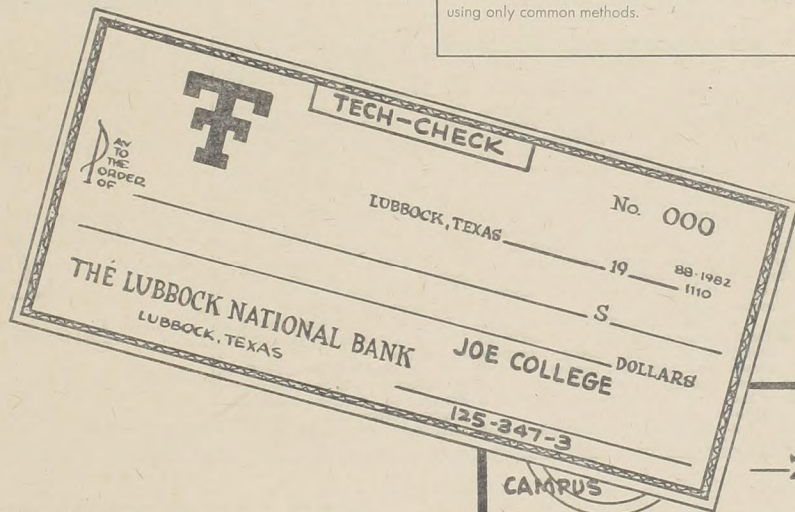 using only common methods.
TT
TECH-CHECK
No. 000
PAY
TO
THE
ORDER
OF
LUBBOCK, TEXAS 19
88-1982
1110
S
DOLLARS
THE LUBBOCK NATIONAL BANK
LUBBOCK, TEXAS
JOE COLLEGE
125-347-3
CAMPUS